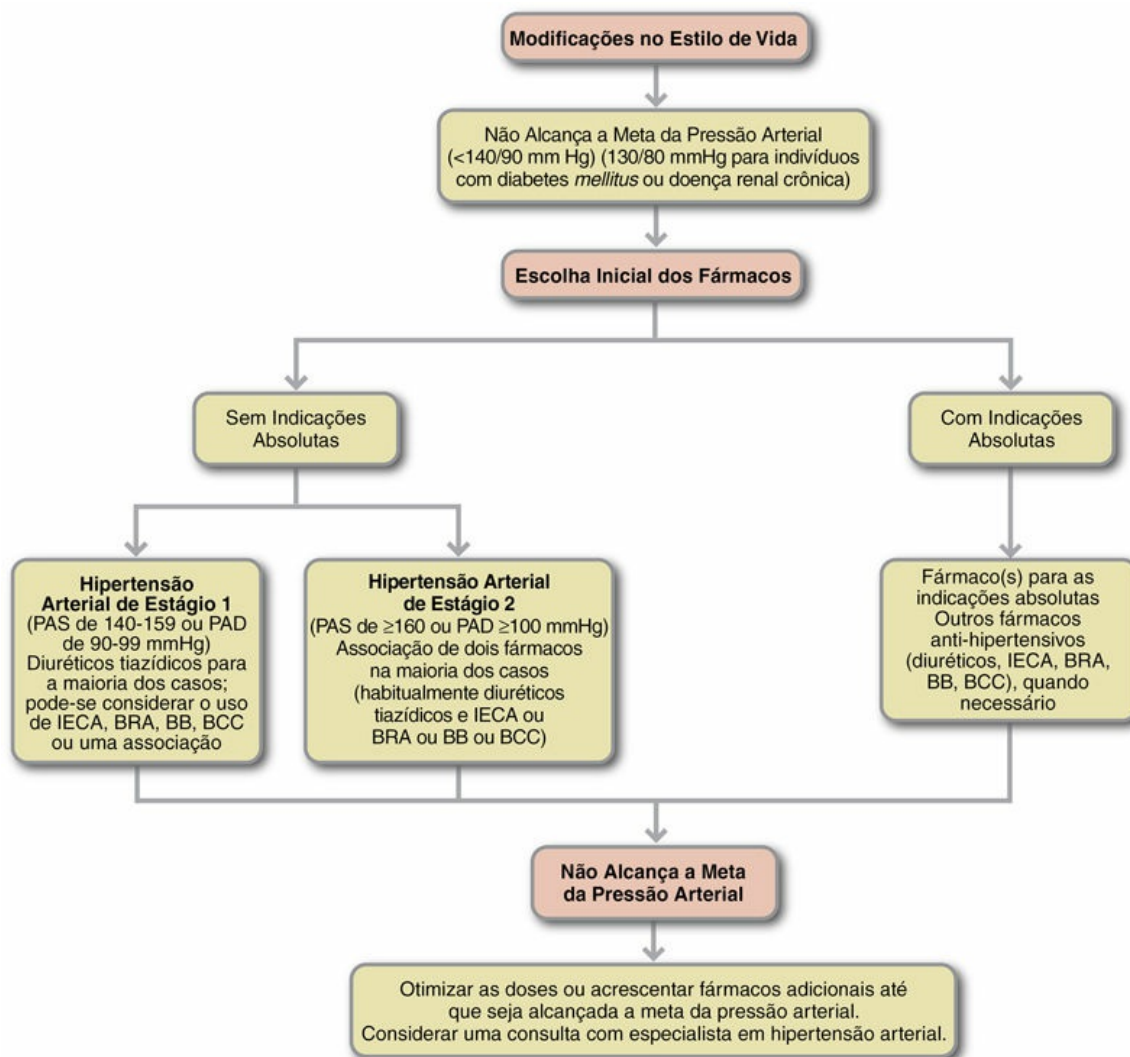 Modificações no Estilo de Vida
Não Alcança a Meta da Pressão Arterial
(<140/90 mm Hg) (130/80 mmHg para indivíduos
com diabetes mellitus ou doença renal crônica)
Escolha Inicial dos Fármacos
Sem Indicações
Absolutas
Com Indicações
Absolutas
Hipertensão
Arterial de Estágio 1
(PAS de 140-159 ou PAD
de 90-99 mmHg)
Diuréticos tiazídicos para
a maioria dos casos;
pode-se considerar o uso
de IECA, BRA, BB, BCC
ou uma associação
Hipertensão Arterial
de Estágio 2
(PAS de ≥160 ou PAD ≥100 mmHg)
Associação de dois fármacos
na maioria dos casos
(habitualmente diuréticos
tiazídicos e IECA ou
BRA ou BB ou BCC)
Fármaco(s) para as
indicações absolutas
Outros fármacos
anti-hipertensivos
(diuréticos, IECA, BRA,
BB, BCC), quando
necessário
Não Alcança a Meta
da Pressão Arterial
Otimizar as doses ou acrescentar fármacos adicionais até
que seja alcançada a meta da pressão arterial.
Considerar uma consulta com especialista em hipertensão arterial.